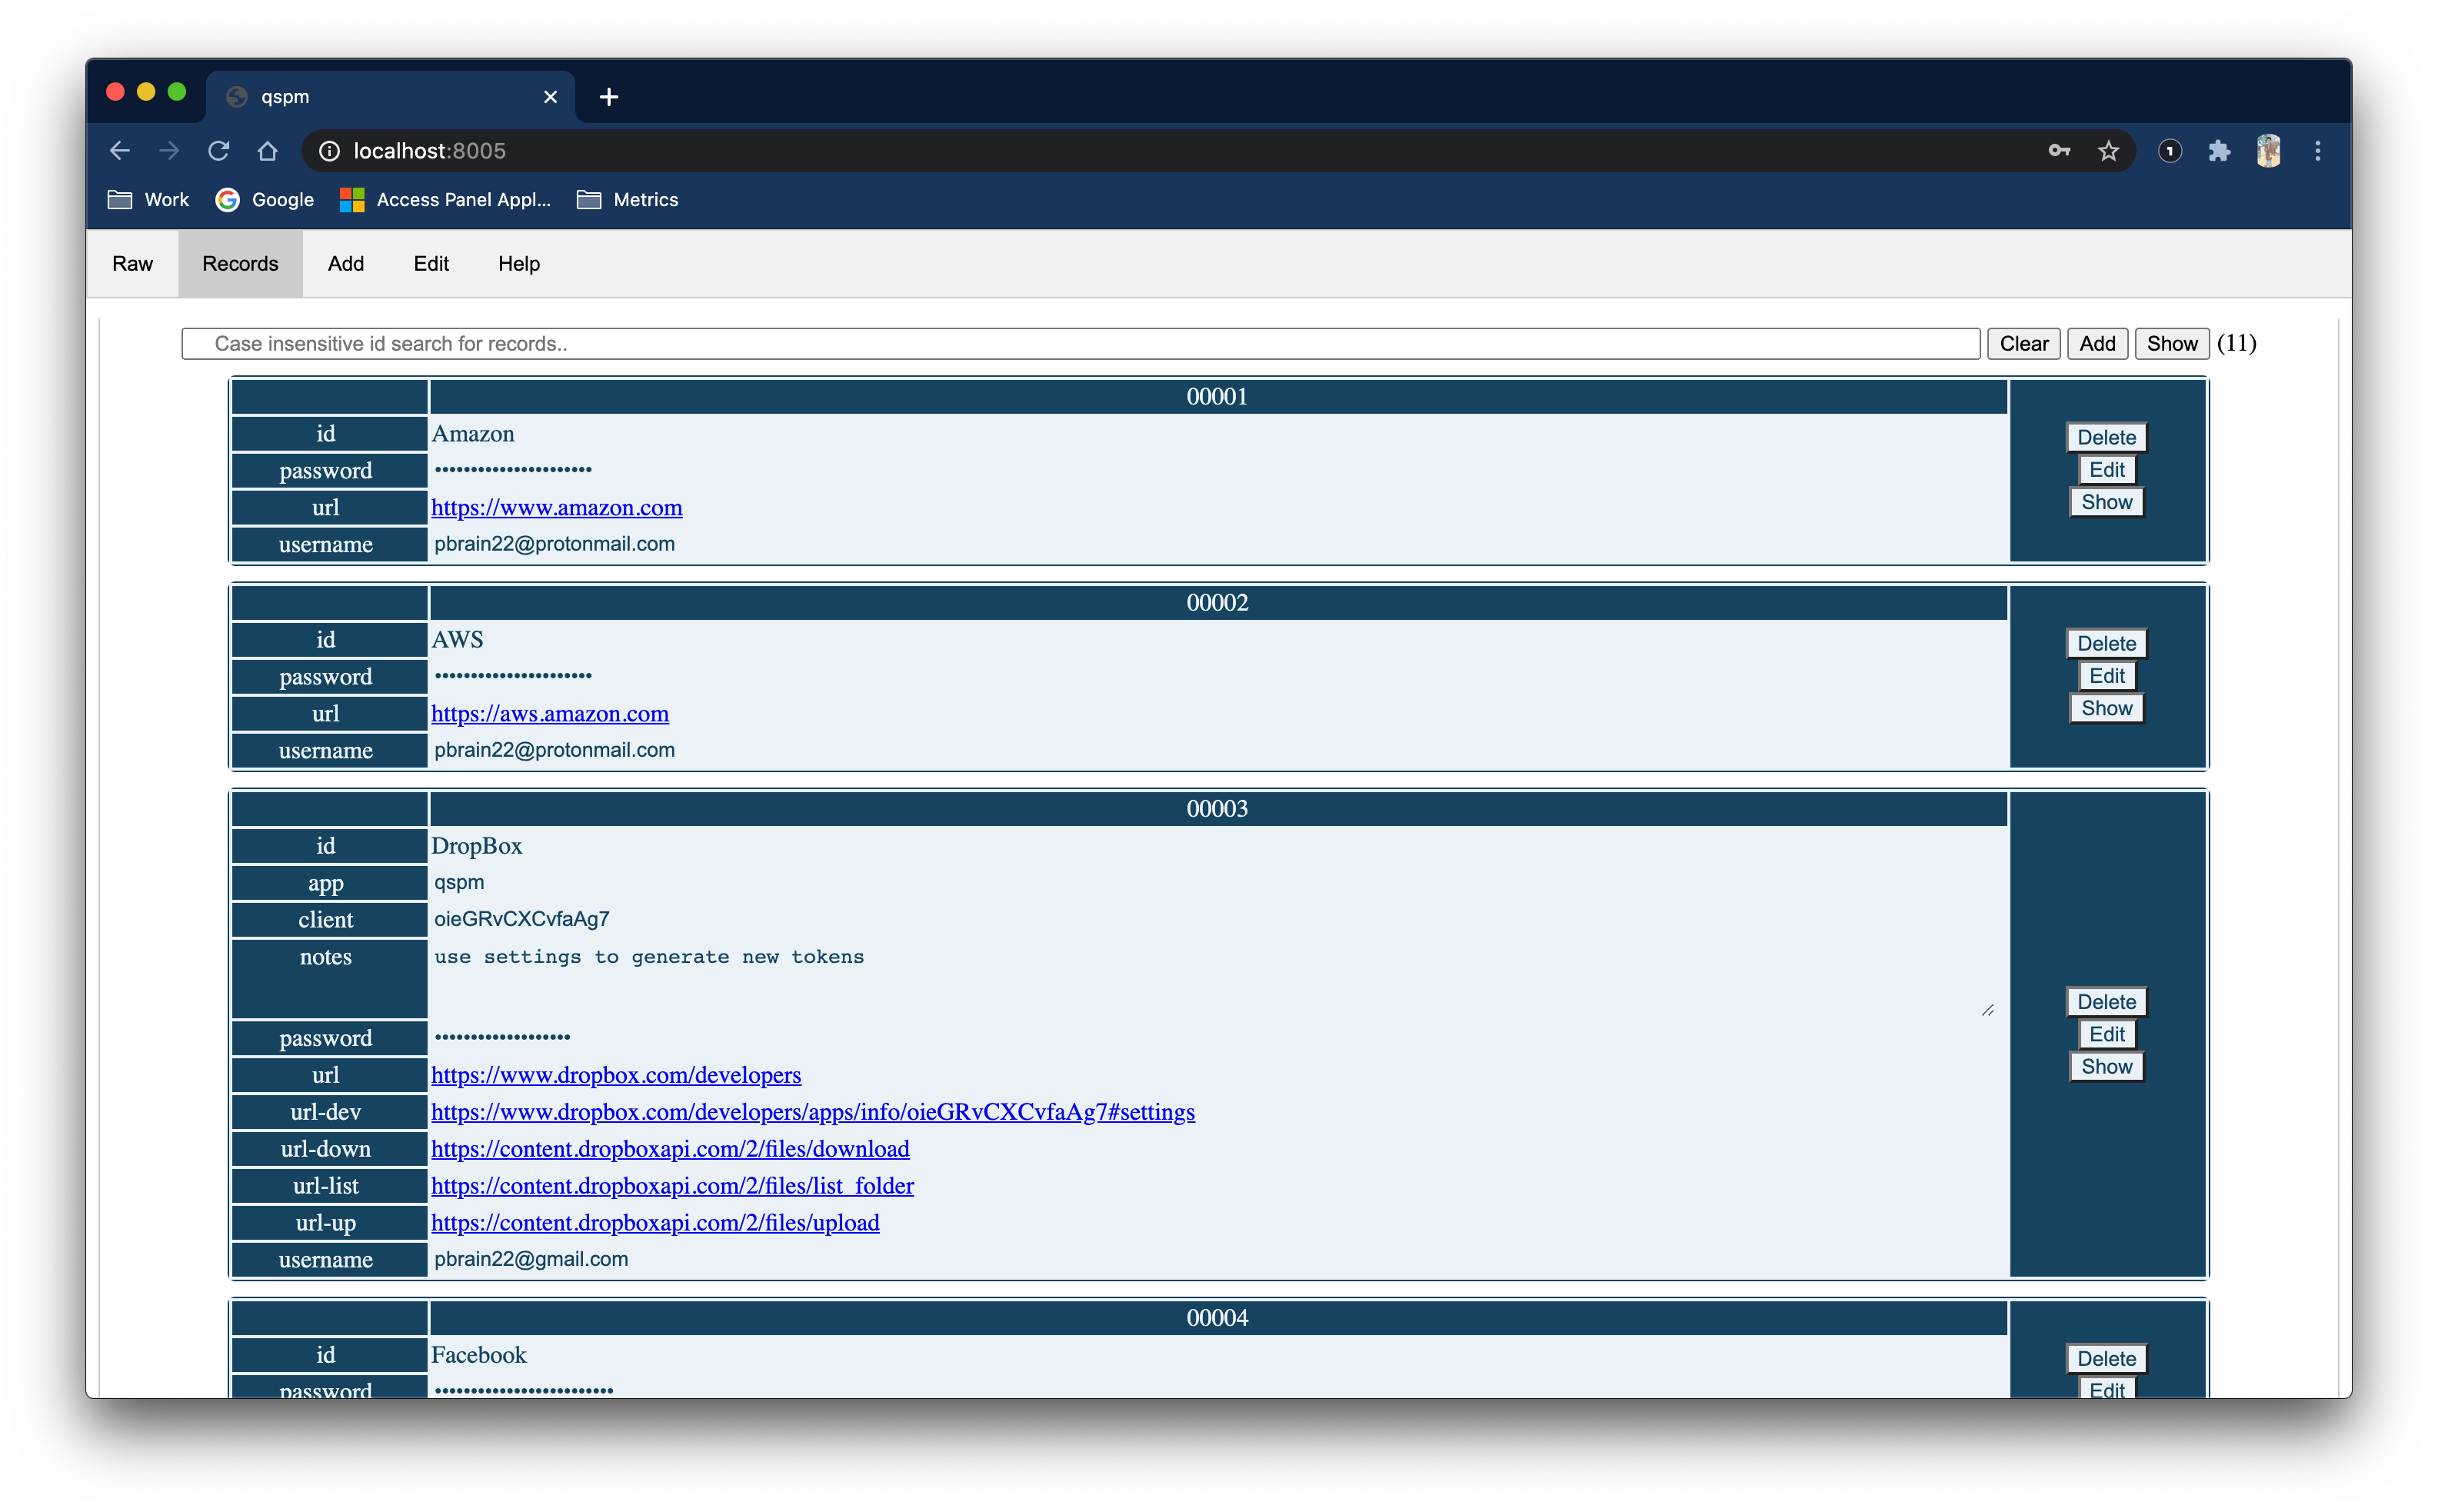 qspm
localhost:8005
Work Google Access Panel Appl... Metrics
Raw Records Add Edit Help
Case insensitive id search for records.. Clear Add Show (11)
00001
id Amazon
password ••••••••••••••••••••••
url https://www.amazon.com
username pbrain22@protonmail.com
Delete
Edit
Show
00002
id AWS
password ••••••••••••••••••••••
url https://aws.amazon.com
username pbrain22@protonmail.com
Delete
Edit
Show
00003
id DropBox
app qspm
client oieGRvCXCvfaAg7
notes use settings to generate new tokens
password •••••••••••••••••••
url https://www.dropbox.com/developers
url-dev https://www.dropbox.com/developers/apps/info/oieGRvCXCvfaAg7#settings
url-down https://content.dropboxapi.com/2/files/download
url-list https://content.dropboxapi.com/2/files/list_folder
url-up https://content.dropboxapi.com/2/files/upload
username pbrain22@gmail.com
Delete
Edit
Show
00004
id Facebook
password •••••••••••••••••••••••••
Delete
Edit